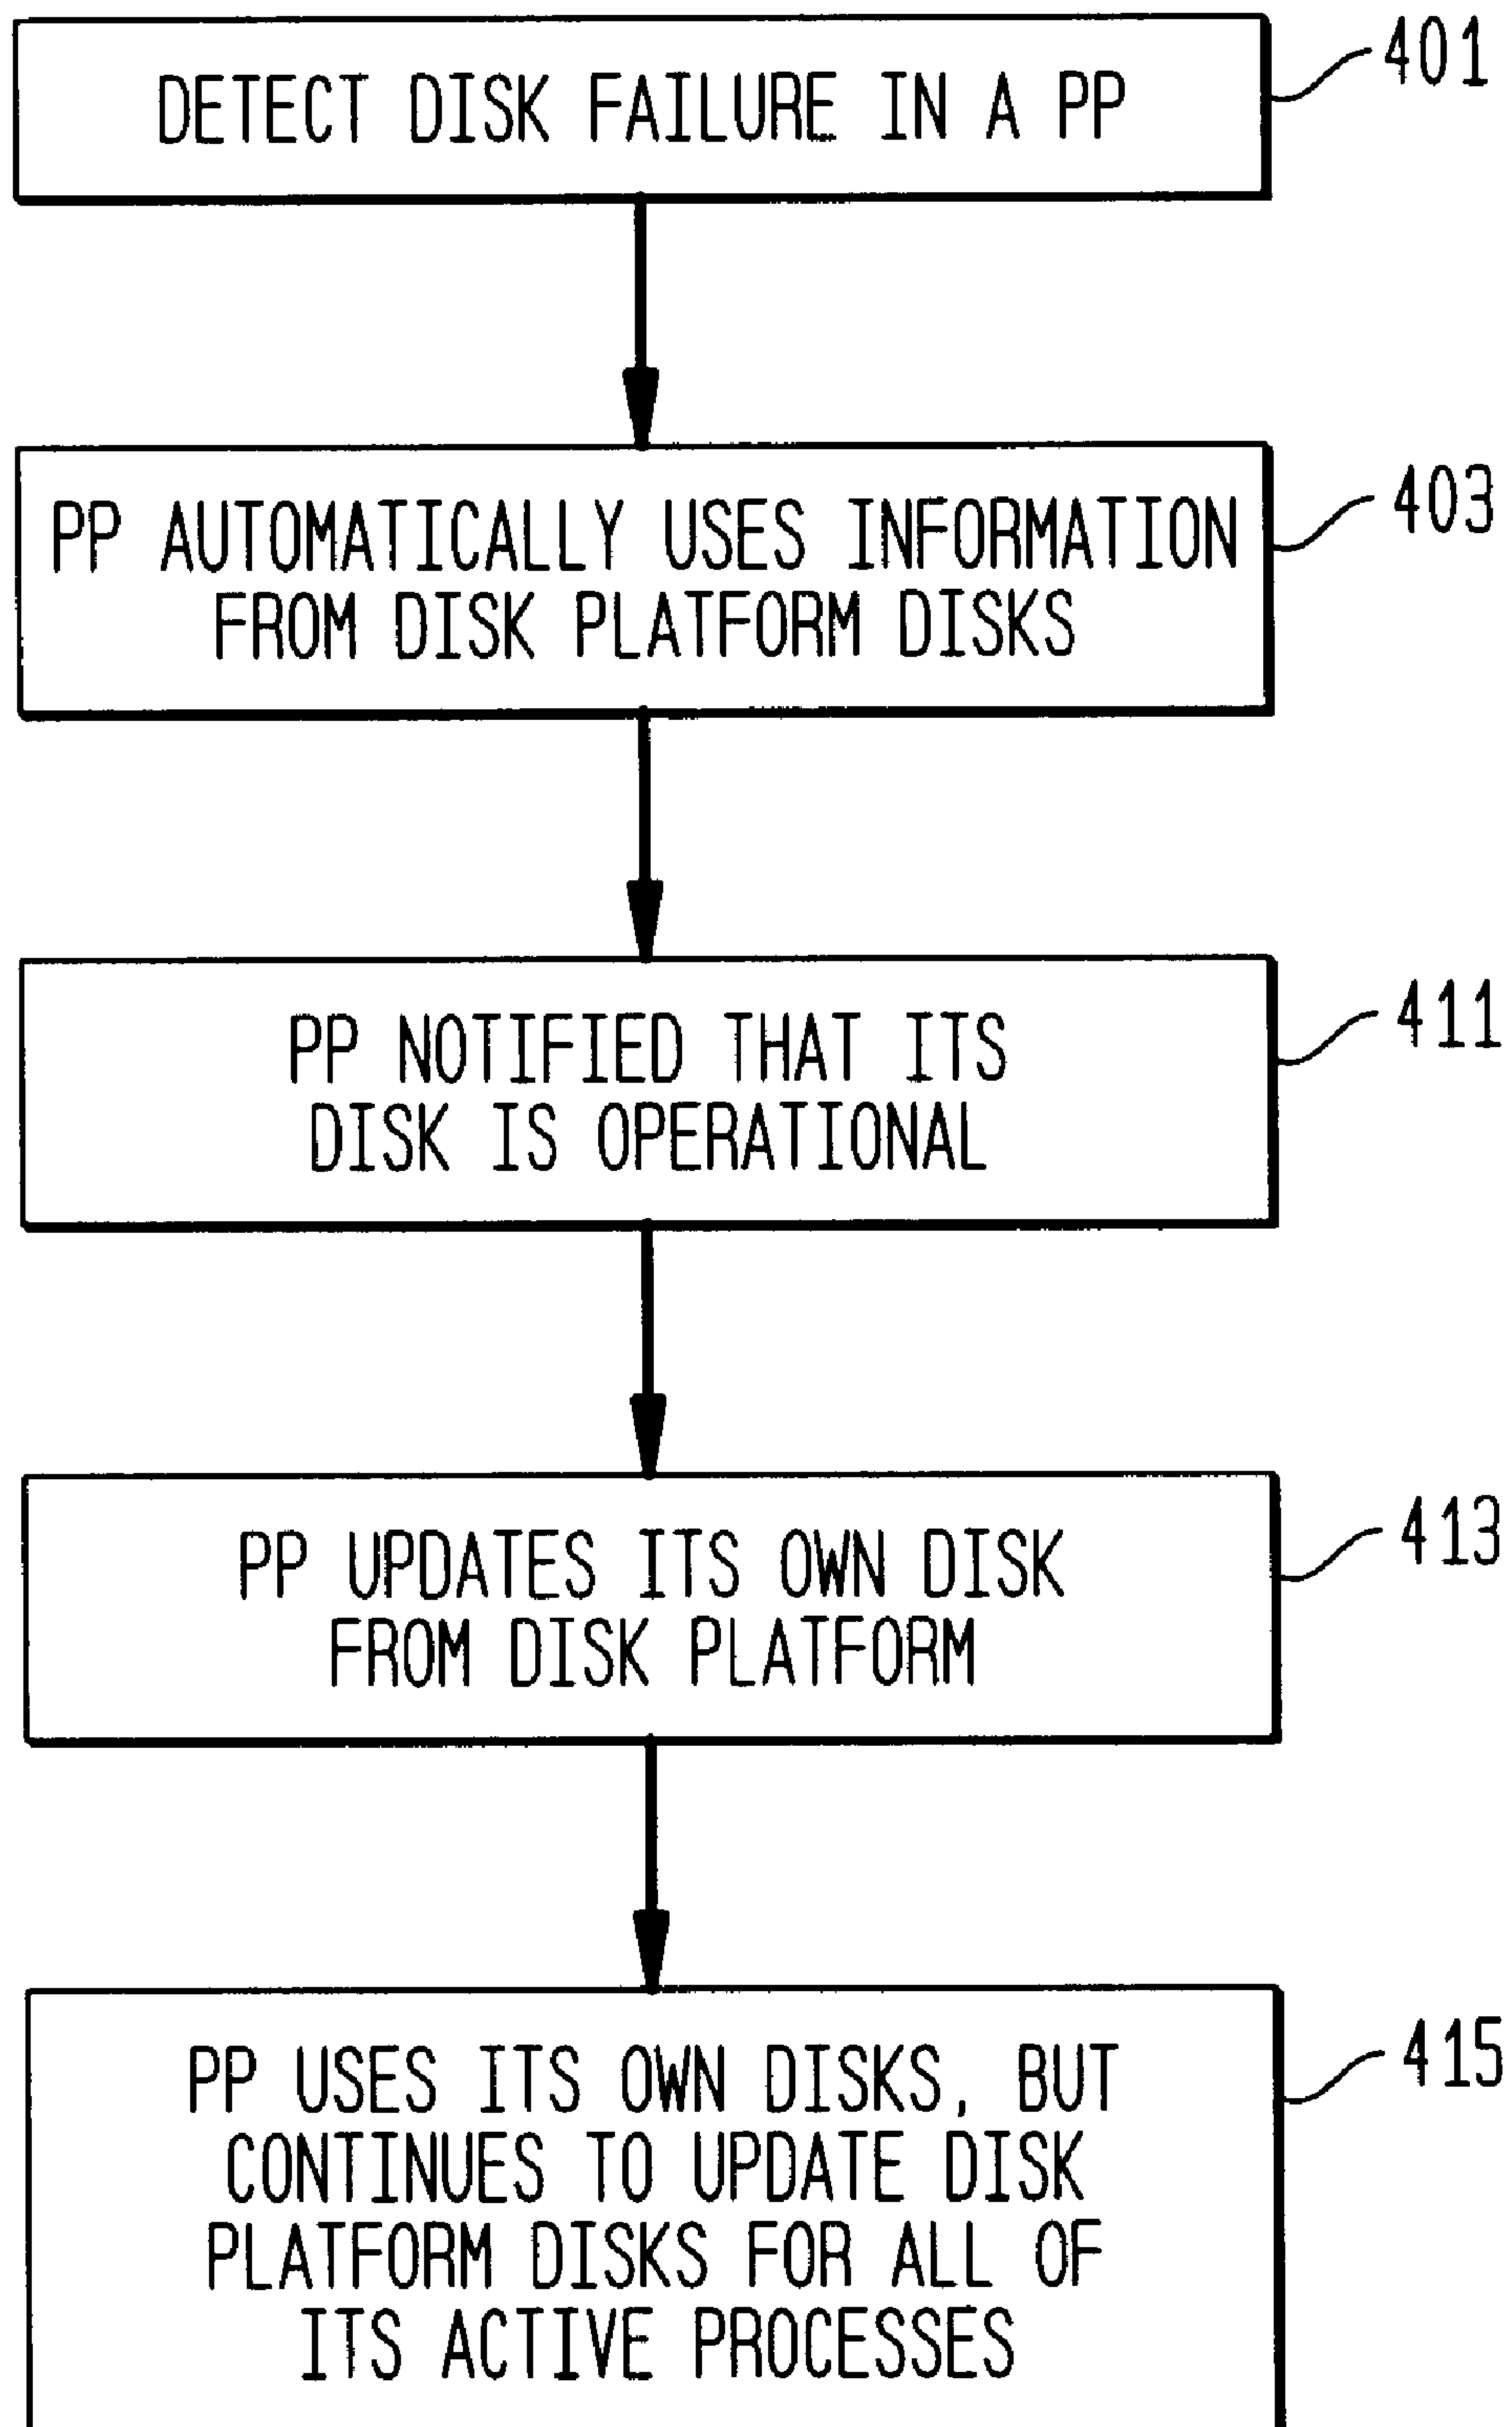 DETECT DISK FAILURE IN A PP
401
PP AUTOMATICALLY USES INFORMATION
FROM DISK PLATFORM DISKS
403
PP NOTIFIED THAT ITS
DISK IS OPERATIONAL
411
PP UPDATES ITS OWN DISK
FROM DISK PLATFORM
413
PP USES ITS OWN DISKS, BUT
CONTINUES TO UPDATE DISK
PLATFORM DISKS FOR ALL OF
ITS ACTIVE PROCESSES
415